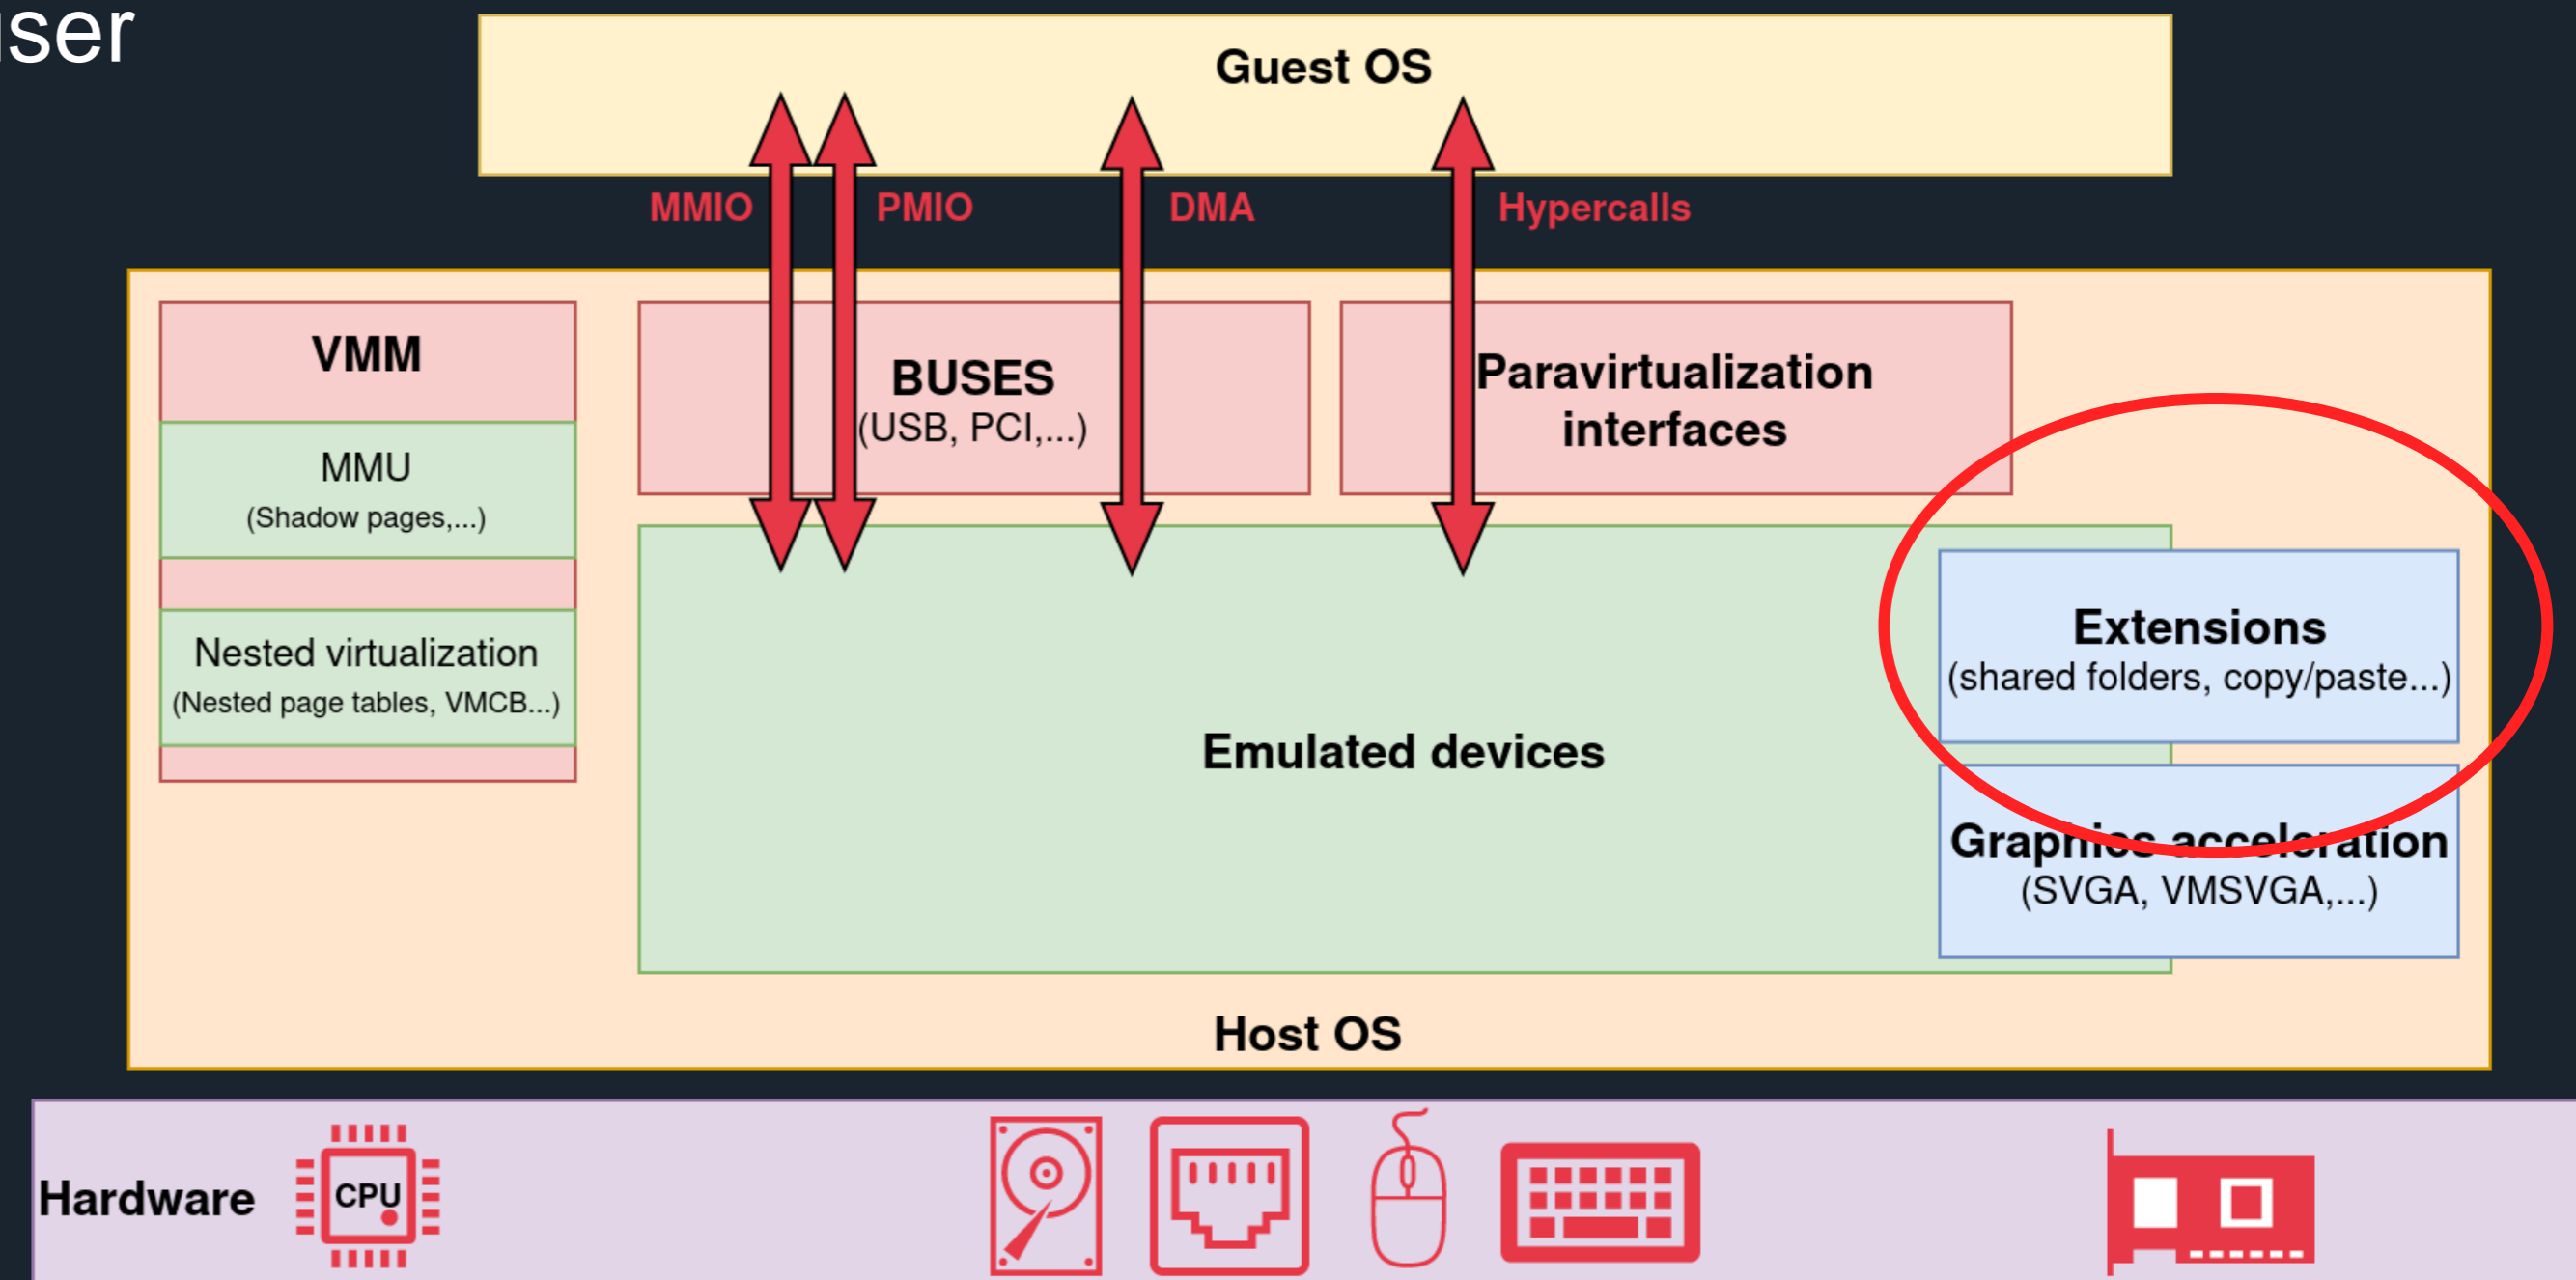 user
Guest OS
MMIO
PMIO
DMA
Hypercalls
VMM
MMU
(Shadow pages,...)
Nested virtualization
(Nested page tables, VMCB...)
BUSES
(USB, PCI,...)
Paravirtualization
interfaces
Emulated devices
Extensions
(shared folders, copy/paste...)
Graphics acceleration
(SVGA, VMSVGA,...)
Host OS
Hardware
CPU